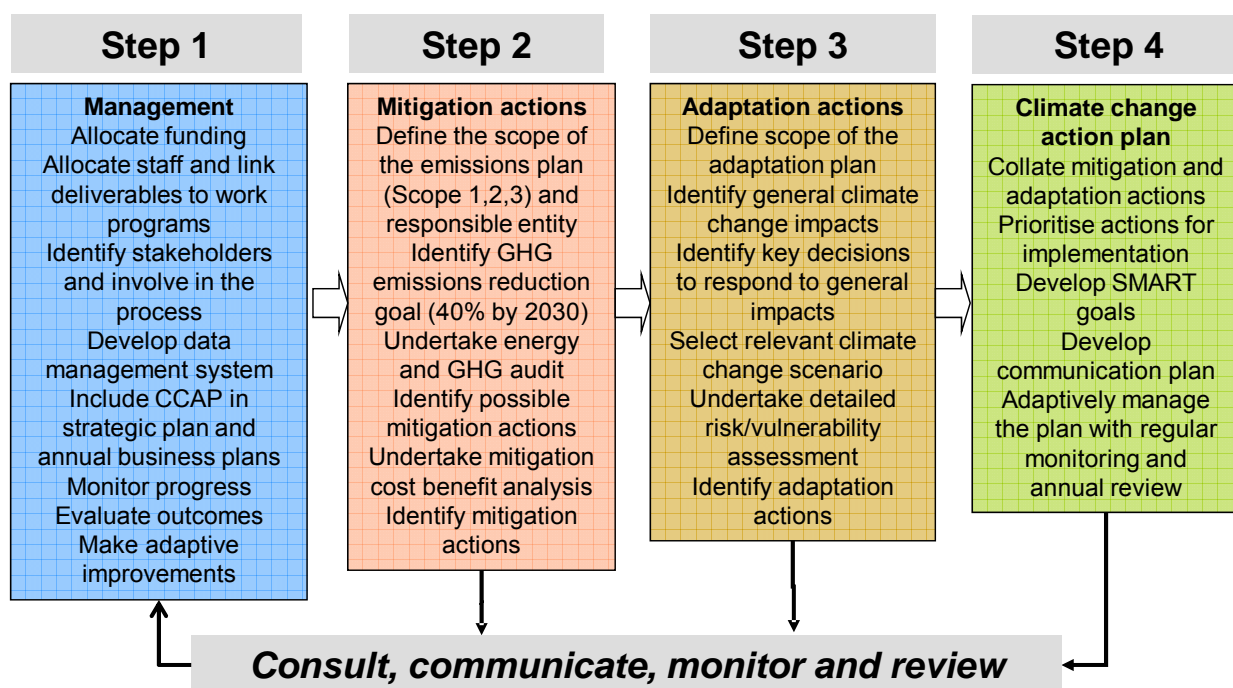 Step 1
Management
Allocate funding
Allocate staff and link
deliverables to work
programs
Identify stakeholders
and involve in the
process
Develop data
management system
Include CCAP in
strategic plan and
annual business plans
Monitor progress
Evaluate outcomes
Make adaptive
improvements
Step 2
Mitigation actions
Define the scope of
the emissions plan
(Scope 1,2,3) and
responsible entity
Identify GHG
emissions reduction
goal (40% by 2030)
Undertake energy
and GHG audit
Identify possible
mitigation actions
Undertake mitigation
cost benefit analysis
Identify mitigation
actions
Step 3
Adaptation actions
Define scope of the
adaptation plan
Identify general climate
change impacts
Identify key decisions
to respond to general
impacts
Select relevant climate
change scenario
Undertake detailed
risk/vulnerability
assessment
Identify adaptation
actions
Step 4
Climate change
action plan
Collate mitigation and
adaptation actions
Prioritise actions for
implementation
Develop SMART
goals
Develop
communication plan
Adaptively manage
the plan with regular
monitoring and
annual review
Consult, communicate, monitor and review